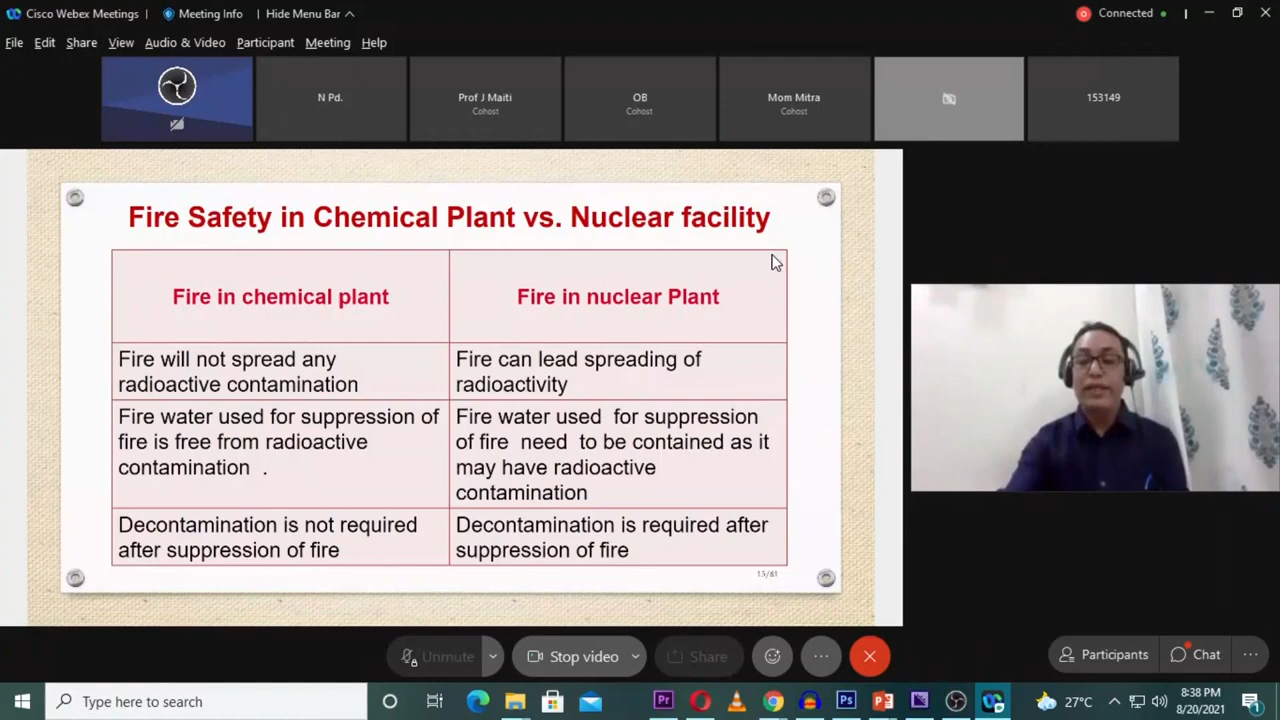 Cisco Webex Meetings | Meeting Info | Hide Menu Bar
Connected
File Edit Share View Audio & Video Participant Meeting Help
N Pd.
Prof J Maiti
Cohost
OB
Cohost
Mom Mitra
Cohost
153149
Fire Safety in Chemical Plant vs. Nuclear facility
Fire in chemical plant
Fire in nuclear Plant
Fire will not spread any
radioactive contamination
Fire can lead spreading of
radioactivity
Fire water used for suppression of
fire is free from radioactive
contamination .
Fire water used for suppression
of fire need to be contained as it
may have radioactive
contamination
Decontamination is not required
after suppression of fire
Decontamination is required after
suppression of fire
15/61
Unmute
Stop video
Share
Participants
Chat
Type here to search
Pr
Ps
27°C
8:38 PM
8/20/2021
1